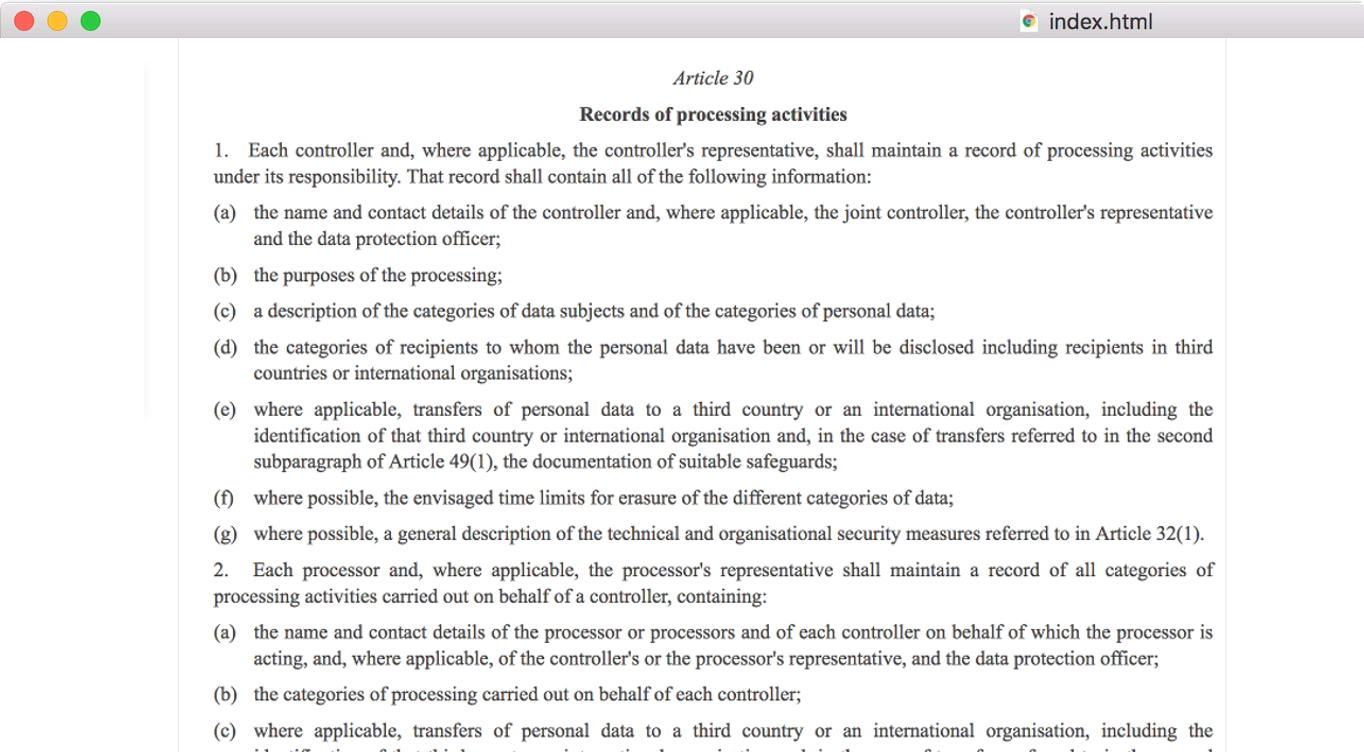 index.html
Article 30
Records of processing activities
1. Each controller and, where applicable, the controller's representative, shall maintain a record of processing activities
under its responsibility. That record shall contain all of the following information:
(a) the name and contact details of the controller and, where applicable, the joint controller, the controller's representative
and the data protection officer;
(b) the purposes of the processing;
(c) a description of the categories of data subjects and of the categories of personal data;
(d) the categories of recipients to whom the personal data have been or will be disclosed including recipients in third
countries or international organisations;
(e) where applicable, transfers of personal data to a third country or an international organisation, including the
identification of that third country or international organisation and, in the case of transfers referred to in the second
subparagraph of Article 49(1), the documentation of suitable safeguards;
(f) where possible, the envisaged time limits for erasure of the different categories of data;
(g) where possible, a general description of the technical and organisational security measures referred to in Article 32(1).
2. Each processor and, where applicable, the processor's representative shall maintain a record of all categories of
processing activities carried out on behalf of a controller, containing:
(a) the name and contact details of the processor or processors and of each controller on behalf of which the processor is
acting, and, where applicable, of the controller's or the processor's representative, and the data protection officer;
(b) the categories of processing carried out on behalf of each controller;
(c) where applicable, transfers of personal data to a third country or an international organisation, including the